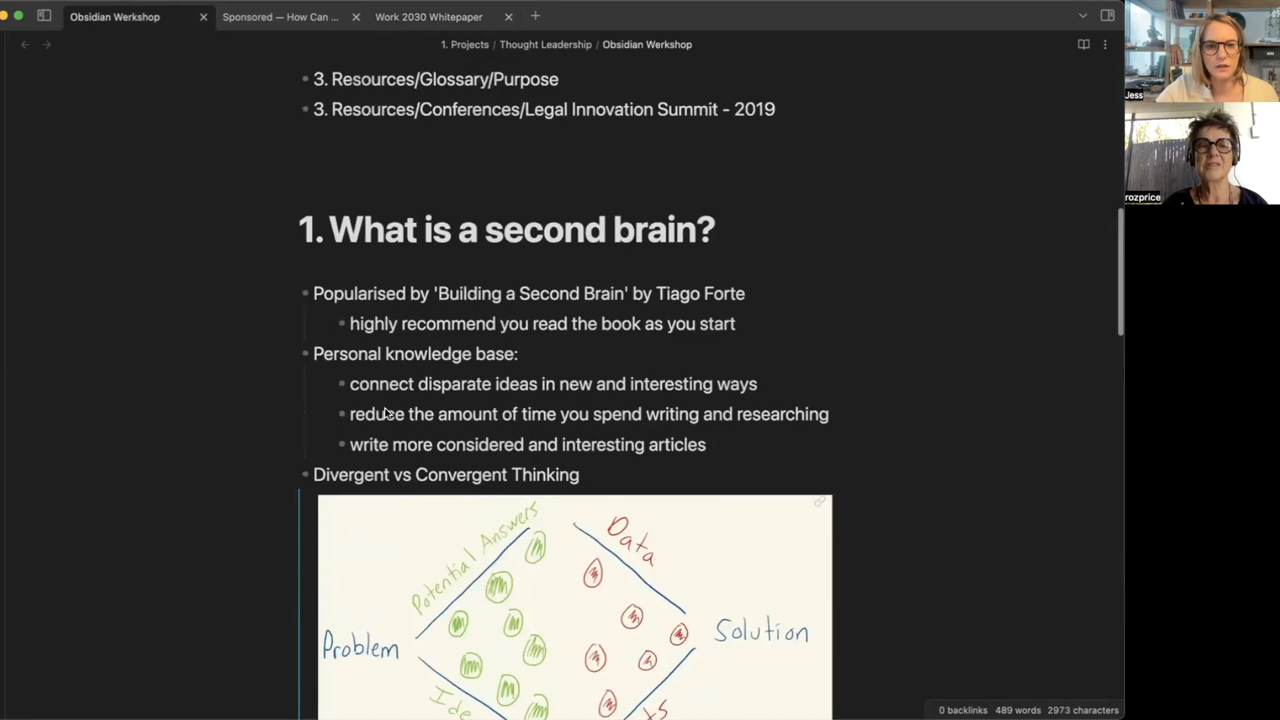 Obsidian Werkshop
Sponsored — How Can ...
Work 2030 Whitepaper
1. Projects / Thought Leadership / Obsidian Werkshop
3. Resources/Glossary/Purpose
3. Resources/Conferences/Legal Innovation Summit - 2019
1. What is a second brain?
Popularised by 'Building a Second Brain' by Tiago Forte
highly recommend you read the book as you start
Personal knowledge base:
connect disparate ideas in new and interesting ways
reduce the amount of time you spend writing and researching
write more considered and interesting articles
Divergent vs Convergent Thinking
Potential Answers
Data
Problem
Solution
Ide
ts
0 backlinks 489 words 2973 characters
Jess
rozprice